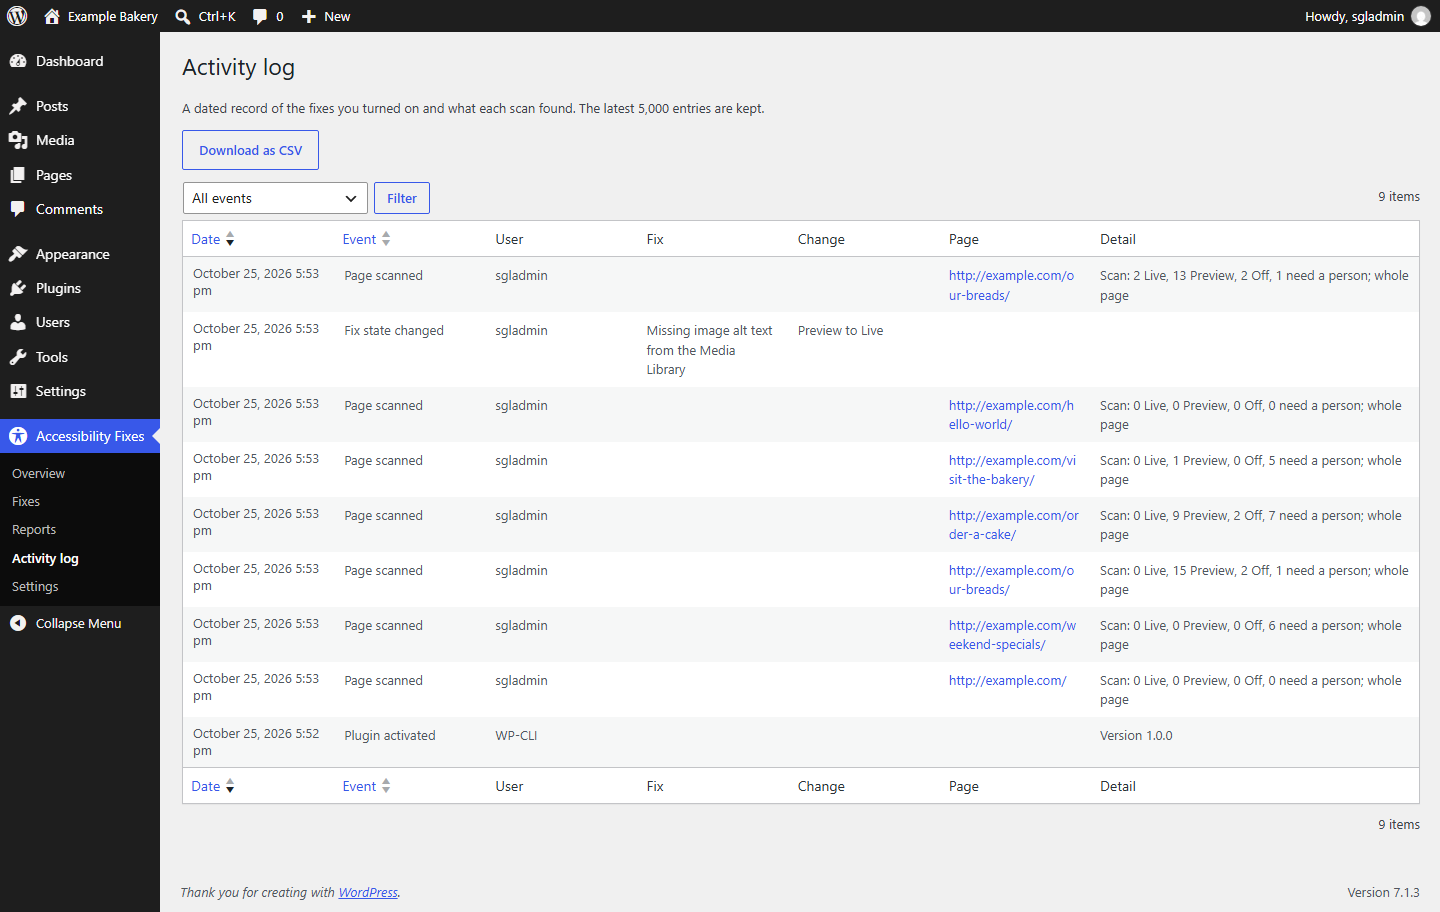 Example Bakery Ctrl+K 0 New Howdy, sgladmin
Dashboard
Posts
Media
Pages
Comments
Appearance
Plugins
Users
Tools
Settings
Accessibility Fixes
Overview
Fixes
Reports
Activity log
Settings
Collapse Menu
Activity log
A dated record of the fixes you turned on and what each scan found. The latest 5,000 entries are kept.
Download as CSV
All events Filter 9 items
Date Event User Fix Change Page Detail
October 25, 2026 5:53 Page scanned sgladmin http://example.com/o Scan: 2 Live, 13 Preview, 2 Off, 1 need a person; whole
pm ur-breads/ page
October 25, 2026 5:53 Fix state changed sgladmin Missing image alt text Preview to Live
pm from the Media
Library
October 25, 2026 5:53 Page scanned sgladmin http://example.com/h Scan: 0 Live, 0 Preview, 0 Off, 0 need a person; whole
pm ello-world/ page
October 25, 2026 5:53 Page scanned sgladmin http://example.com/vi Scan: 0 Live, 1 Preview, 0 Off, 5 need a person; whole
pm sit-the-bakery/ page
October 25, 2026 5:53 Page scanned sgladmin http://example.com/or Scan: 0 Live, 9 Preview, 2 Off, 7 need a person; whole
pm der-a-cake/ page
October 25, 2026 5:53 Page scanned sgladmin http://example.com/o Scan: 0 Live, 15 Preview, 2 Off, 1 need a person; whole
pm ur-breads/ page
October 25, 2026 5:53 Page scanned sgladmin http://example.com/w Scan: 0 Live, 0 Preview, 0 Off, 6 need a person; whole
pm eekend-specials/ page
October 25, 2026 5:53 Page scanned sgladmin http://example.com/ Scan: 0 Live, 0 Preview, 0 Off, 0 need a person; whole
pm page
October 25, 2026 5:52 Plugin activated WP-CLI Version 1.0.0
pm
Date Event User Fix Change Page Detail
9 items
Thank you for creating with WordPress. Version 7.1.3